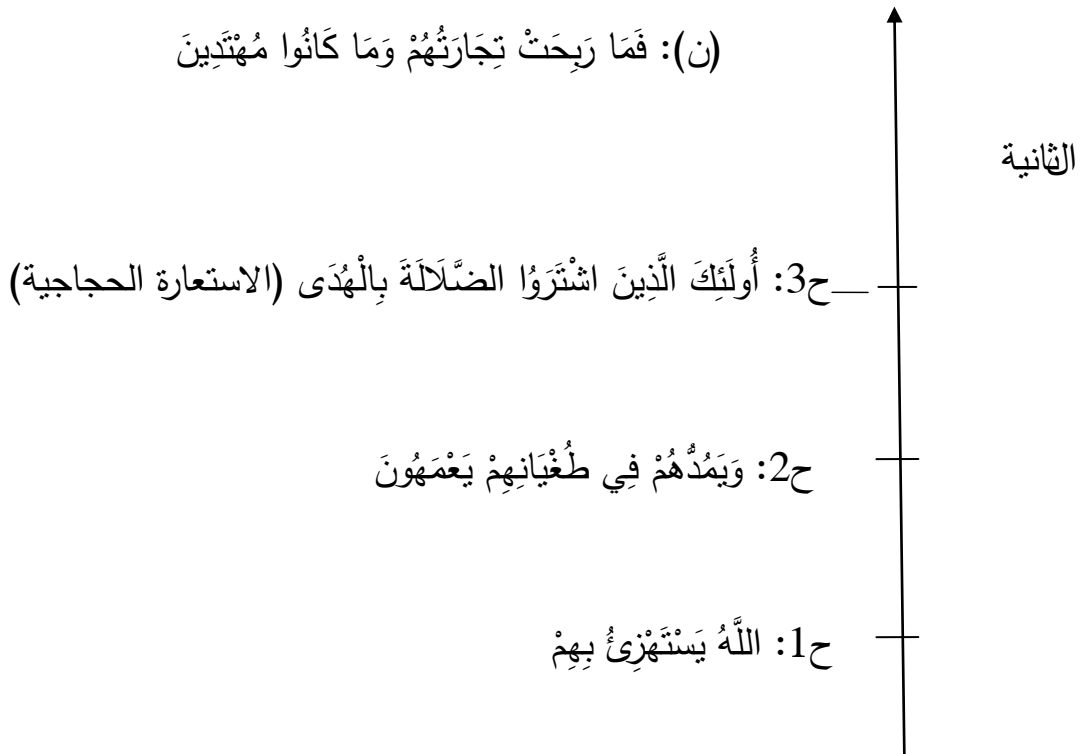 (ن): فَمَا رَبِحَتْ تِجَارَتُهُمْ وَمَا كَانُوا مُهْتَدِينَ
الثانية
ح3: أُولَئِكَ الَّذِينَ اشْتَرَوُا الضَّلَالَةَ بِالْهُدَى (الاستعارة الحجاجية)
ح2: وَيَمُدُّهُمْ فِي طُغْيَانِهِمْ يَعْمَهُونَ
ح1: اللَّهُ يَسْتَهْزِئُ بِهِمْ